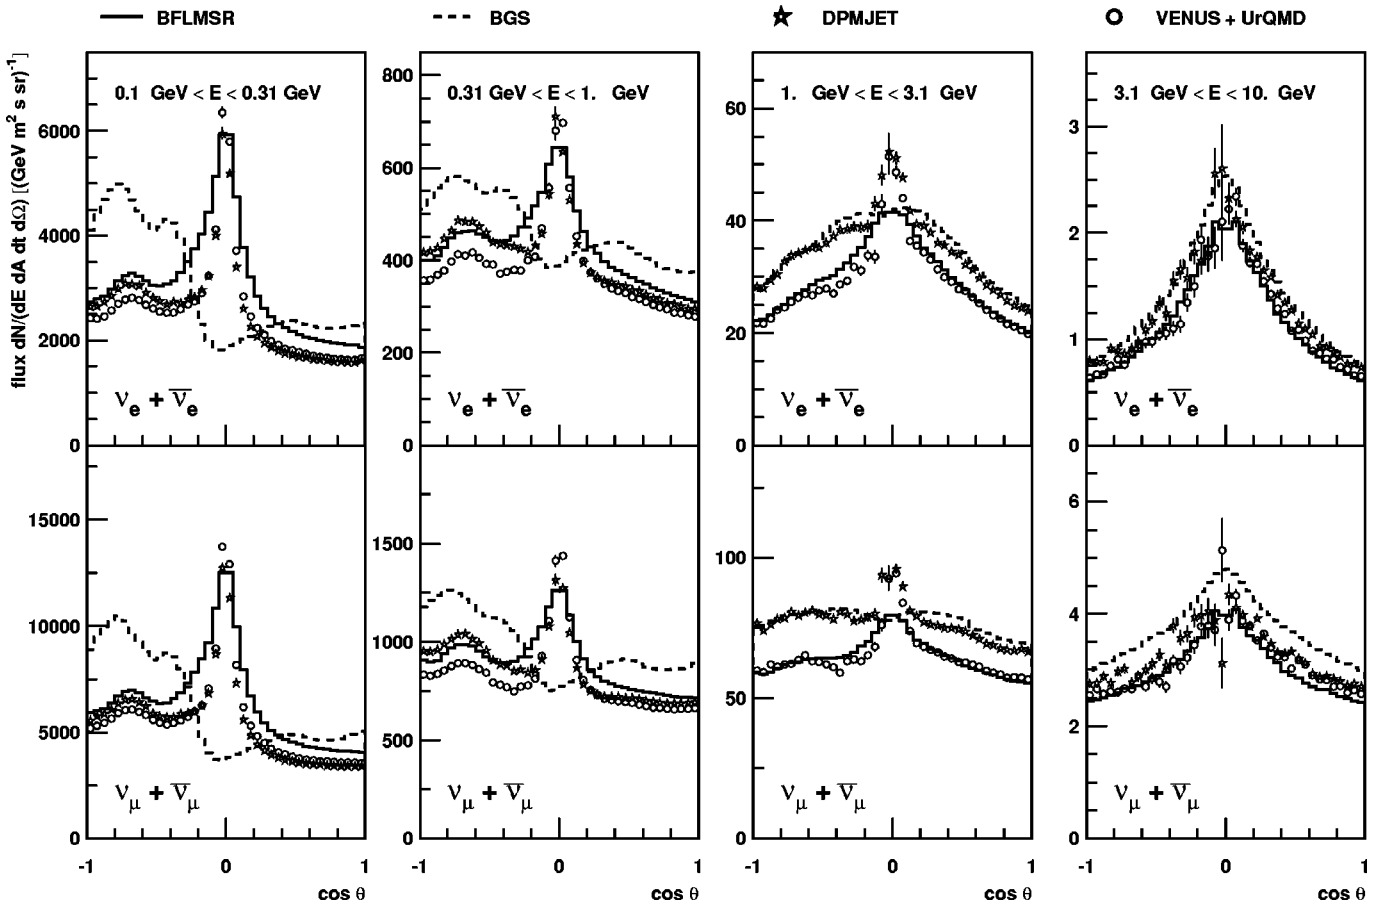 BFLMSR BGS DPMJET VENUS + UrQMD
flux dN/(dE dA dt dΩ) [(GeV m² s sr)⁻¹]
0.1 GeV < E < 0.31 GeV
6000
4000
2000
0
νe + ν̅e
0.31 GeV < E < 1. GeV
800
600
400
200
0
νe + ν̅e
1. GeV < E < 3.1 GeV
60
40
20
0
νe + ν̅e
3.1 GeV < E < 10. GeV
3
2
1
0
νe + ν̅e
15000
10000
5000
0
νμ + ν̅μ
-1 0 1
cos θ
1500
1000
500
0
νμ + ν̅μ
-1 0 1
cos θ
100
50
0
νμ + ν̅μ
-1 0 1
cos θ
6
4
2
0
νμ + ν̅μ
-1 0 1
cos θ